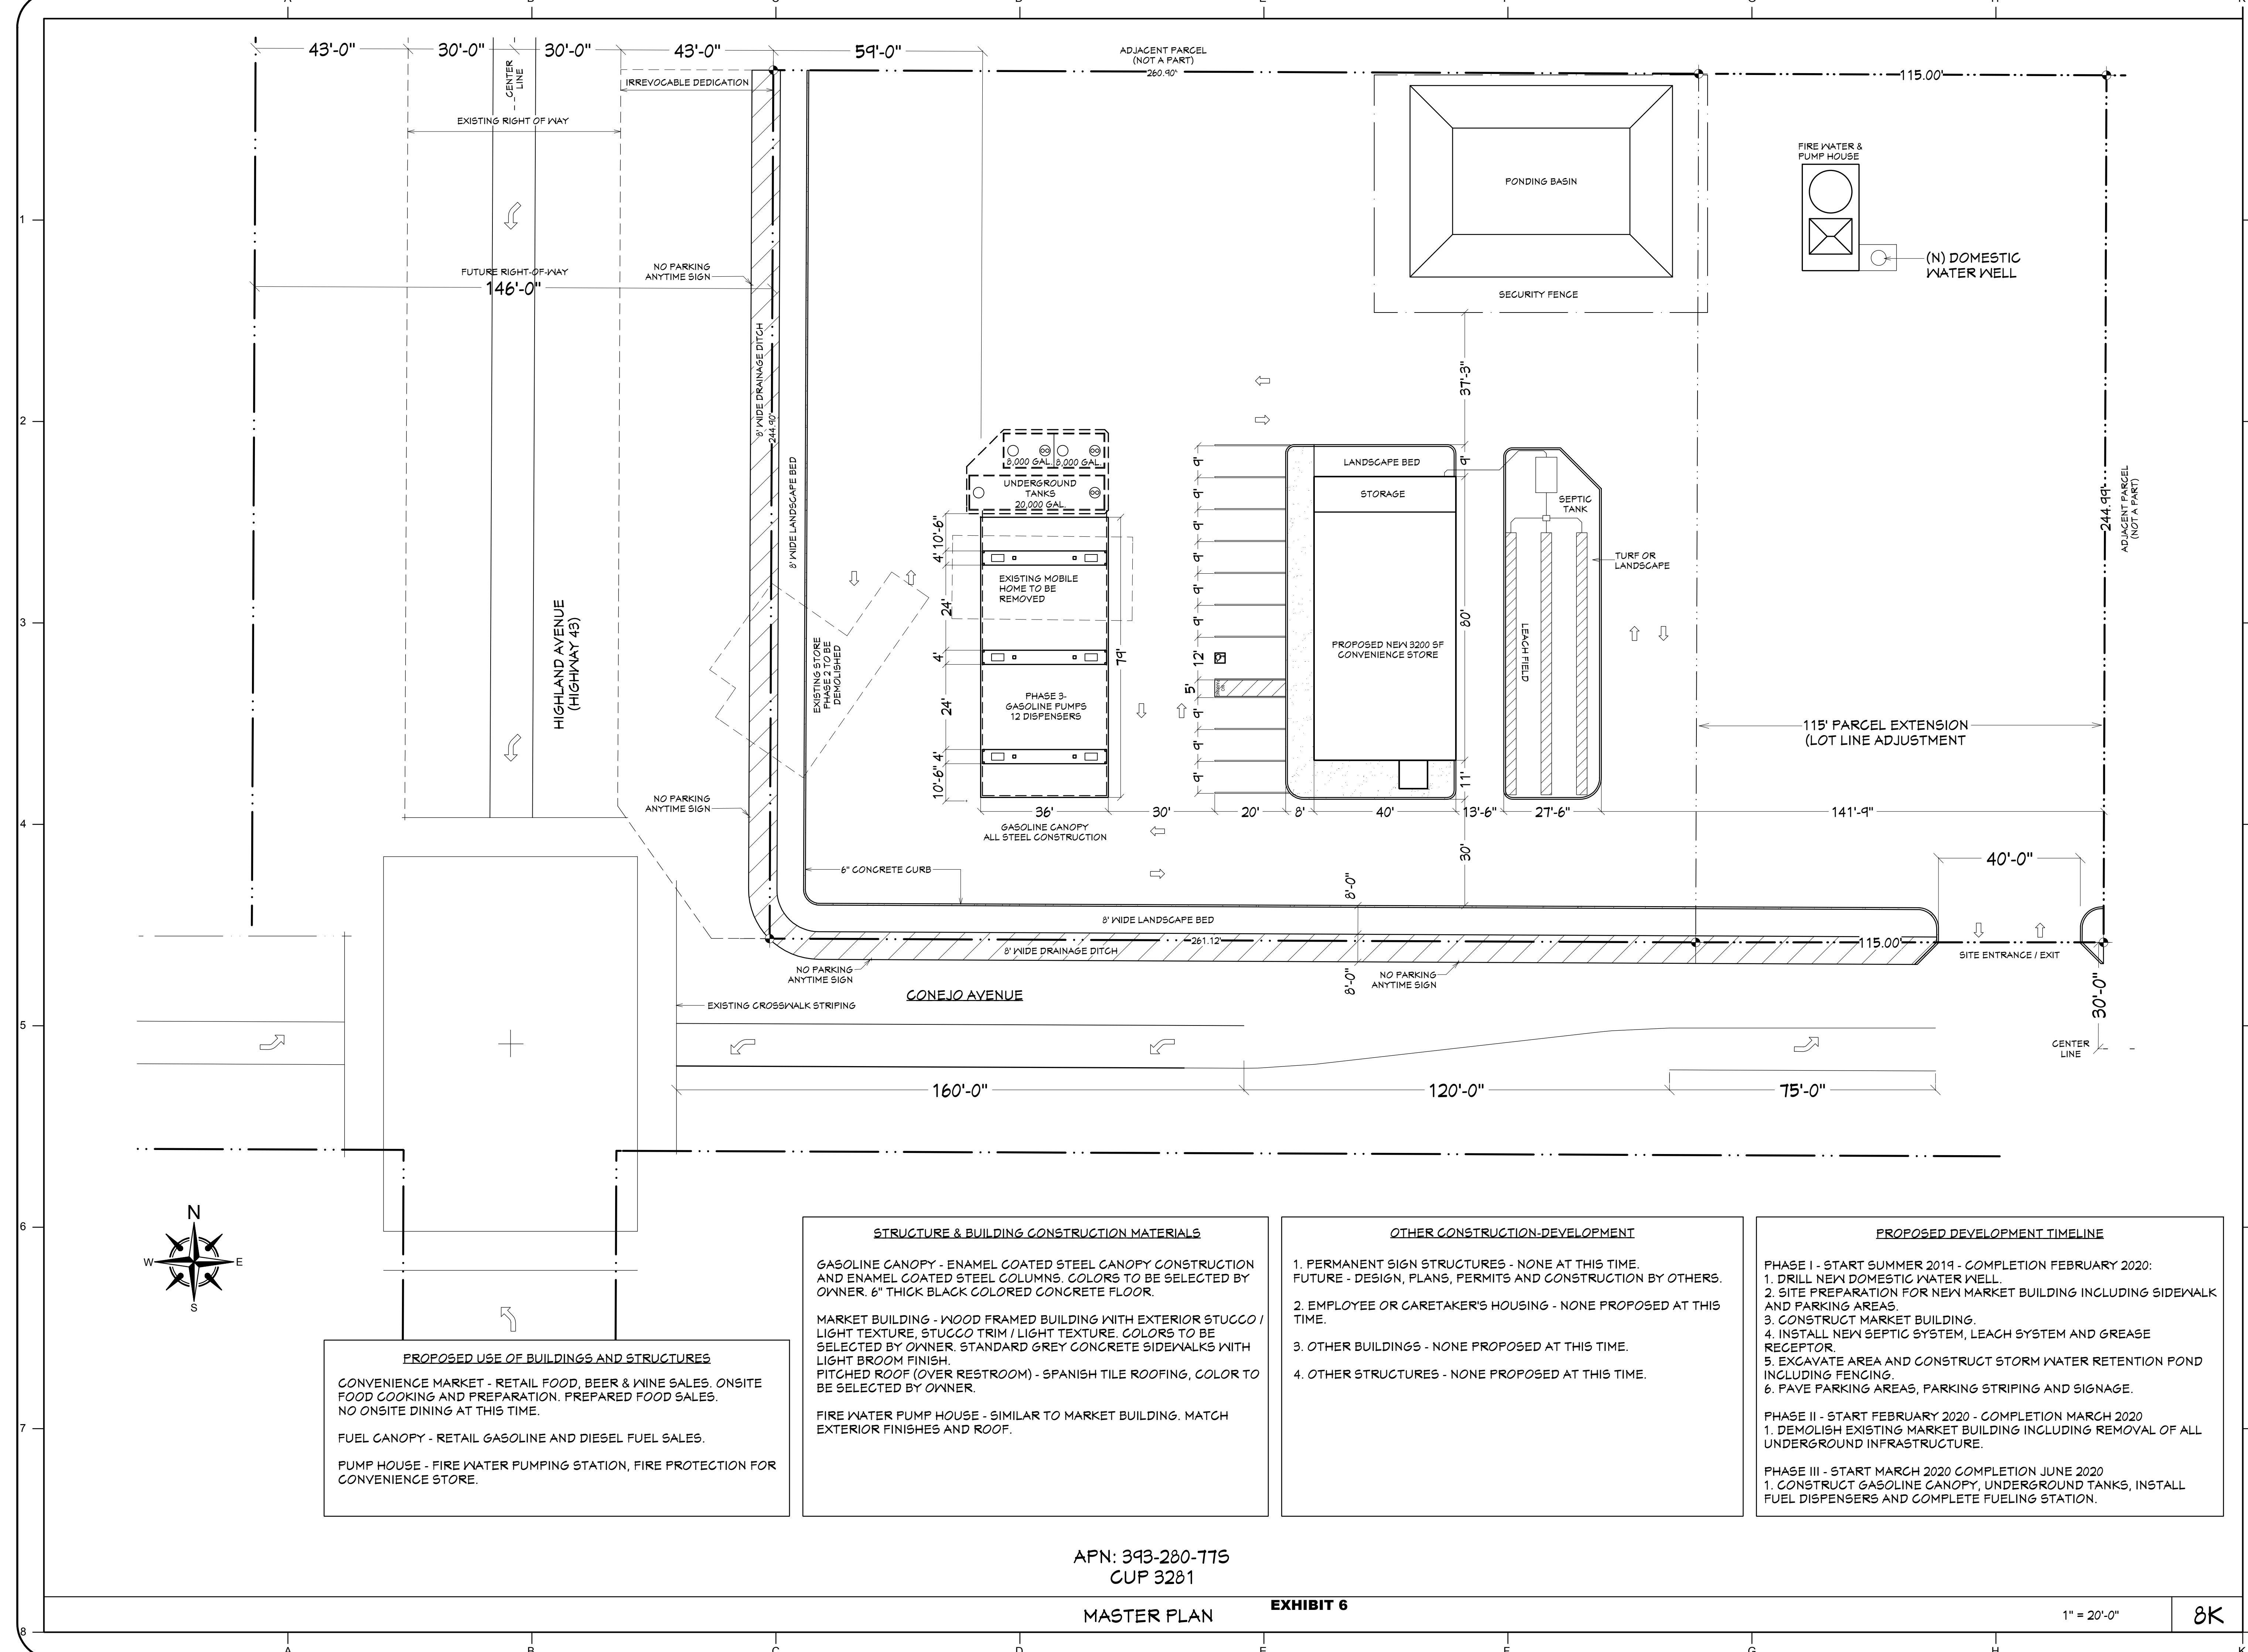 A B C D E F G H K
43'-0"
30'-0"
30'-0"
43'-0"
59'-0"
CENTER
LINE
IRREVOCABLE DEDICATION
ADJACENT PARCEL
(NOT A PART)
260.90'
115.00'
EXISTING RIGHT OF WAY
FIRE WATER &
PUMP HOUSE
PONDING BASIN
1
(N) DOMESTIC
WATER WELL
NO PARKING
ANYTIME SIGN
FUTURE RIGHT-OF-WAY
146'-0"
SECURITY FENCE
8' WIDE DRAINAGE DITCH
244.90'
37'-3"
2
8' WIDE LANDSCAPE BED
8,000 GAL.
8,000 GAL.
UNDERGROUND
TANKS
20,000 GAL.
9'
9'
9'
9'
9'
9'
12'
5'
9'
9'
9'
LANDSCAPE BED
9'
STORAGE
SEPTIC
TANK
244.99'
ADJACENT PARCEL
(NOT A PART)
10'-6"
4'
24'
4'
24'
4'
10'-6"
79'
EXISTING MOBILE
HOME TO BE
REMOVED
TURF OR
LANDSCAPE
3
HIGHLAND AVENUE
(HIGHWAY 43)
EXISTING STORE
PHASE 2 TO BE
DEMOLISHED
80'
PROPOSED NEW 3200 SF
CONVENIENCE STORE
LEACH FIELD
PHASE 3-
GASOLINE PUMPS
12 DISPENSERS
115' PARCEL EXTENSION
(LOT LINE ADJUSTMENT
11'
NO PARKING
ANYTIME SIGN
36'
30'
20'
8'
40'
13'-6"
27'-6"
141'-9"
4
GASOLINE CANOPY
ALL STEEL CONSTRUCTION
30'
40'-0"
6" CONCRETE CURB
8'-0"
8' WIDE LANDSCAPE BED
261.12'
115.00'
8' WIDE DRAINAGE DITCH
SITE ENTRANCE / EXIT
NO PARKING
ANYTIME SIGN
8'-0"
NO PARKING
ANYTIME SIGN
30'-0"
CONEJO AVENUE
EXISTING CROSSWALK STRIPING
5
CENTER
LINE
160'-0"
120'-0"
75'-0"
6
N
W
E
S
PROPOSED USE OF BUILDINGS AND STRUCTURES
CONVENIENCE MARKET - RETAIL FOOD, BEER & WINE SALES. ONSITE
FOOD COOKING AND PREPARATION. PREPARED FOOD SALES.
NO ONSITE DINING AT THIS TIME.
FUEL CANOPY - RETAIL GASOLINE AND DIESEL FUEL SALES.
PUMP HOUSE - FIRE WATER PUMPING STATION, FIRE PROTECTION FOR
CONVENIENCE STORE.
STRUCTURE & BUILDING CONSTRUCTION MATERIALS
GASOLINE CANOPY - ENAMEL COATED STEEL CANOPY CONSTRUCTION
AND ENAMEL COATED STEEL COLUMNS. COLORS TO BE SELECTED BY
OWNER. 6" THICK BLACK COLORED CONCRETE FLOOR.
MARKET BUILDING - WOOD FRAMED BUILDING WITH EXTERIOR STUCCO /
LIGHT TEXTURE, STUCCO TRIM / LIGHT TEXTURE. COLORS TO BE
SELECTED BY OWNER. STANDARD GREY CONCRETE SIDEWALKS WITH
LIGHT BROOM FINISH.
PITCHED ROOF (OVER RESTROOM) - SPANISH TILE ROOFING, COLOR TO
BE SELECTED BY OWNER.
FIRE WATER PUMP HOUSE - SIMILAR TO MARKET BUILDING. MATCH
EXTERIOR FINISHES AND ROOF.
OTHER CONSTRUCTION-DEVELOPMENT
1. PERMANENT SIGN STRUCTURES - NONE AT THIS TIME.
FUTURE - DESIGN, PLANS, PERMITS AND CONSTRUCTION BY OTHERS.
2. EMPLOYEE OR CARETAKER'S HOUSING - NONE PROPOSED AT THIS
TIME.
3. OTHER BUILDINGS - NONE PROPOSED AT THIS TIME.
4. OTHER STRUCTURES - NONE PROPOSED AT THIS TIME.
PROPOSED DEVELOPMENT TIMELINE
PHASE I - START SUMMER 2019 - COMPLETION FEBRUARY 2020:
1. DRILL NEW DOMESTIC WATER WELL.
2. SITE PREPARATION FOR NEW MARKET BUILDING INCLUDING SIDEWALK
AND PARKING AREAS.
3. CONSTRUCT MARKET BUILDING.
4. INSTALL NEW SEPTIC SYSTEM, LEACH SYSTEM AND GREASE
RECEPTOR.
5. EXCAVATE AREA AND CONSTRUCT STORM WATER RETENTION POND
INCLUDING FENCING.
6. PAVE PARKING AREAS, PARKING STRIPING AND SIGNAGE.
PHASE II - START FEBRUARY 2020 - COMPLETION MARCH 2020
1. DEMOLISH EXISTING MARKET BUILDING INCLUDING REMOVAL OF ALL
UNDERGROUND INFRASTRUCTURE.
PHASE III - START MARCH 2020 COMPLETION JUNE 2020
1. CONSTRUCT GASOLINE CANOPY, UNDERGROUND TANKS, INSTALL
FUEL DISPENSERS AND COMPLETE FUELING STATION.
7
APN: 393-280-77S
CUP 3281
EXHIBIT 6
MASTER PLAN
1" = 20'-0"
8K
8